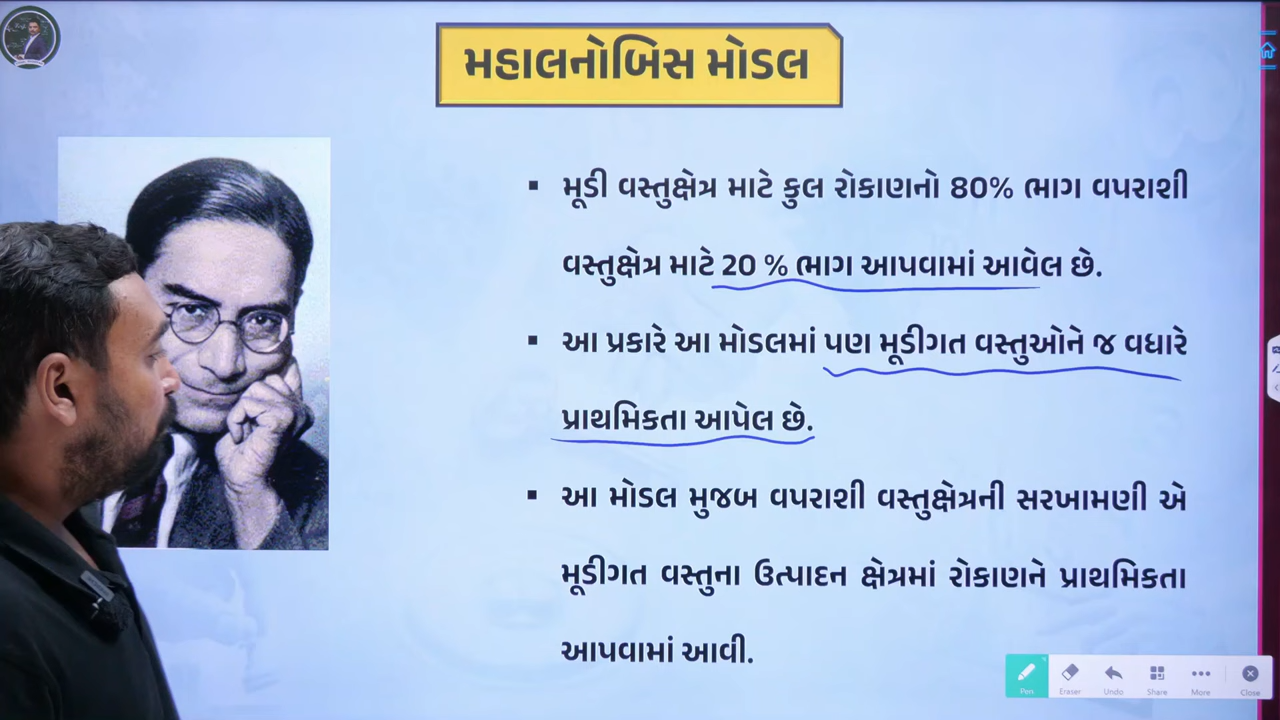 મહાલનોબિસ મોડલ
▪ મૂડી વસ્તુક્ષેત્ર માટે કુલ રોકાણનો 80% ભાગ વપરાશી
વસ્તુક્ષેત્ર માટે 20 % ભાગ આપવામાં આવેલ છે.
▪ આ પ્રકારે આ મોડલમાં પણ મૂડીગત વસ્તુઓને જ વધારે
પ્રાથમિકતા આપેલ છે.
▪ આ મોડલ મુજબ વપરાશી વસ્તુક્ષેત્રની સરખામણી એ
મૂડીગત વસ્તુના ઉત્પાદન ક્ષેત્રમાં રોકાણને પ્રાથમિકતા
આપવામાં આવી.
Pen Eraser Undo Share More Close